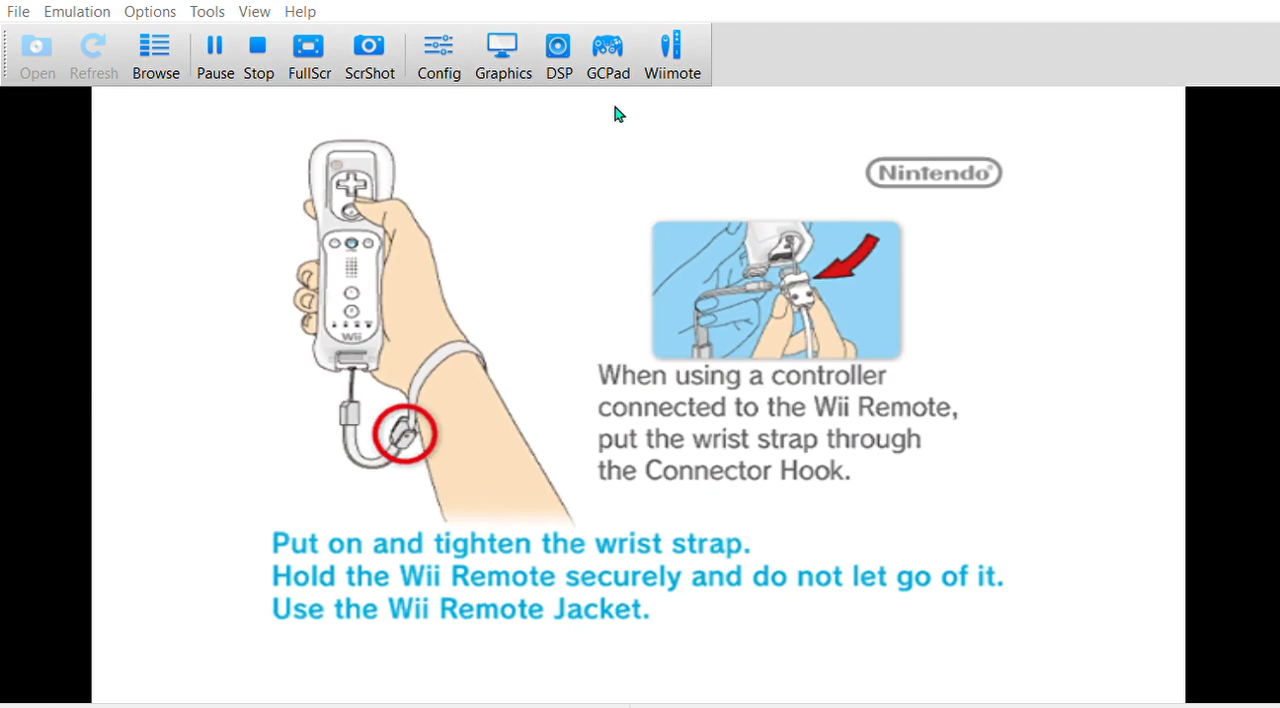 File Emulation Options Tools View Help
Open Refresh Browse Pause Stop FullScr ScrShot Config Graphics DSP GCPad Wiimote
Nintendo®
Wii
When using a controller
connected to the Wii Remote,
put the wrist strap through
the Connector Hook.
Put on and tighten the wrist strap.
Hold the Wii Remote securely and do not let go of it.
Use the Wii Remote Jacket.